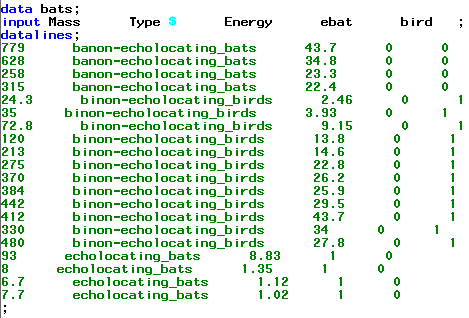 data bats;
input Mass Type $ Energy ebat bird ;
datalines;
779 banon-echolocating_bats 43.7 0 0
628 banon-echolocating_bats 34.8 0 0
258 banon-echolocating_bats 23.3 0 0
315 banon-echolocating_bats 22.4 0 0
24.3 binon-echolocating_birds 2.46 0 1
35 binon-echolocating_birds 3.93 0 1
72.8 binon-echolocating_birds 9.15 0 1
120 binon-echolocating_birds 13.8 0 1
213 binon-echolocating_birds 14.6 0 1
275 binon-echolocating_birds 22.8 0 1
370 binon-echolocating_birds 26.2 0 1
384 binon-echolocating_birds 25.9 0 1
442 binon-echolocating_birds 29.5 0 1
412 binon-echolocating_birds 43.7 0 1
330 binon-echolocating_birds 34 0 1
480 binon-echolocating_birds 27.8 0 1
93 echolocating_bats 8.83 1 0
8 echolocating_bats 1.35 1 0
6.7 echolocating_bats 1.12 1 0
7.7 echolocating_bats 1.02 1 0
;